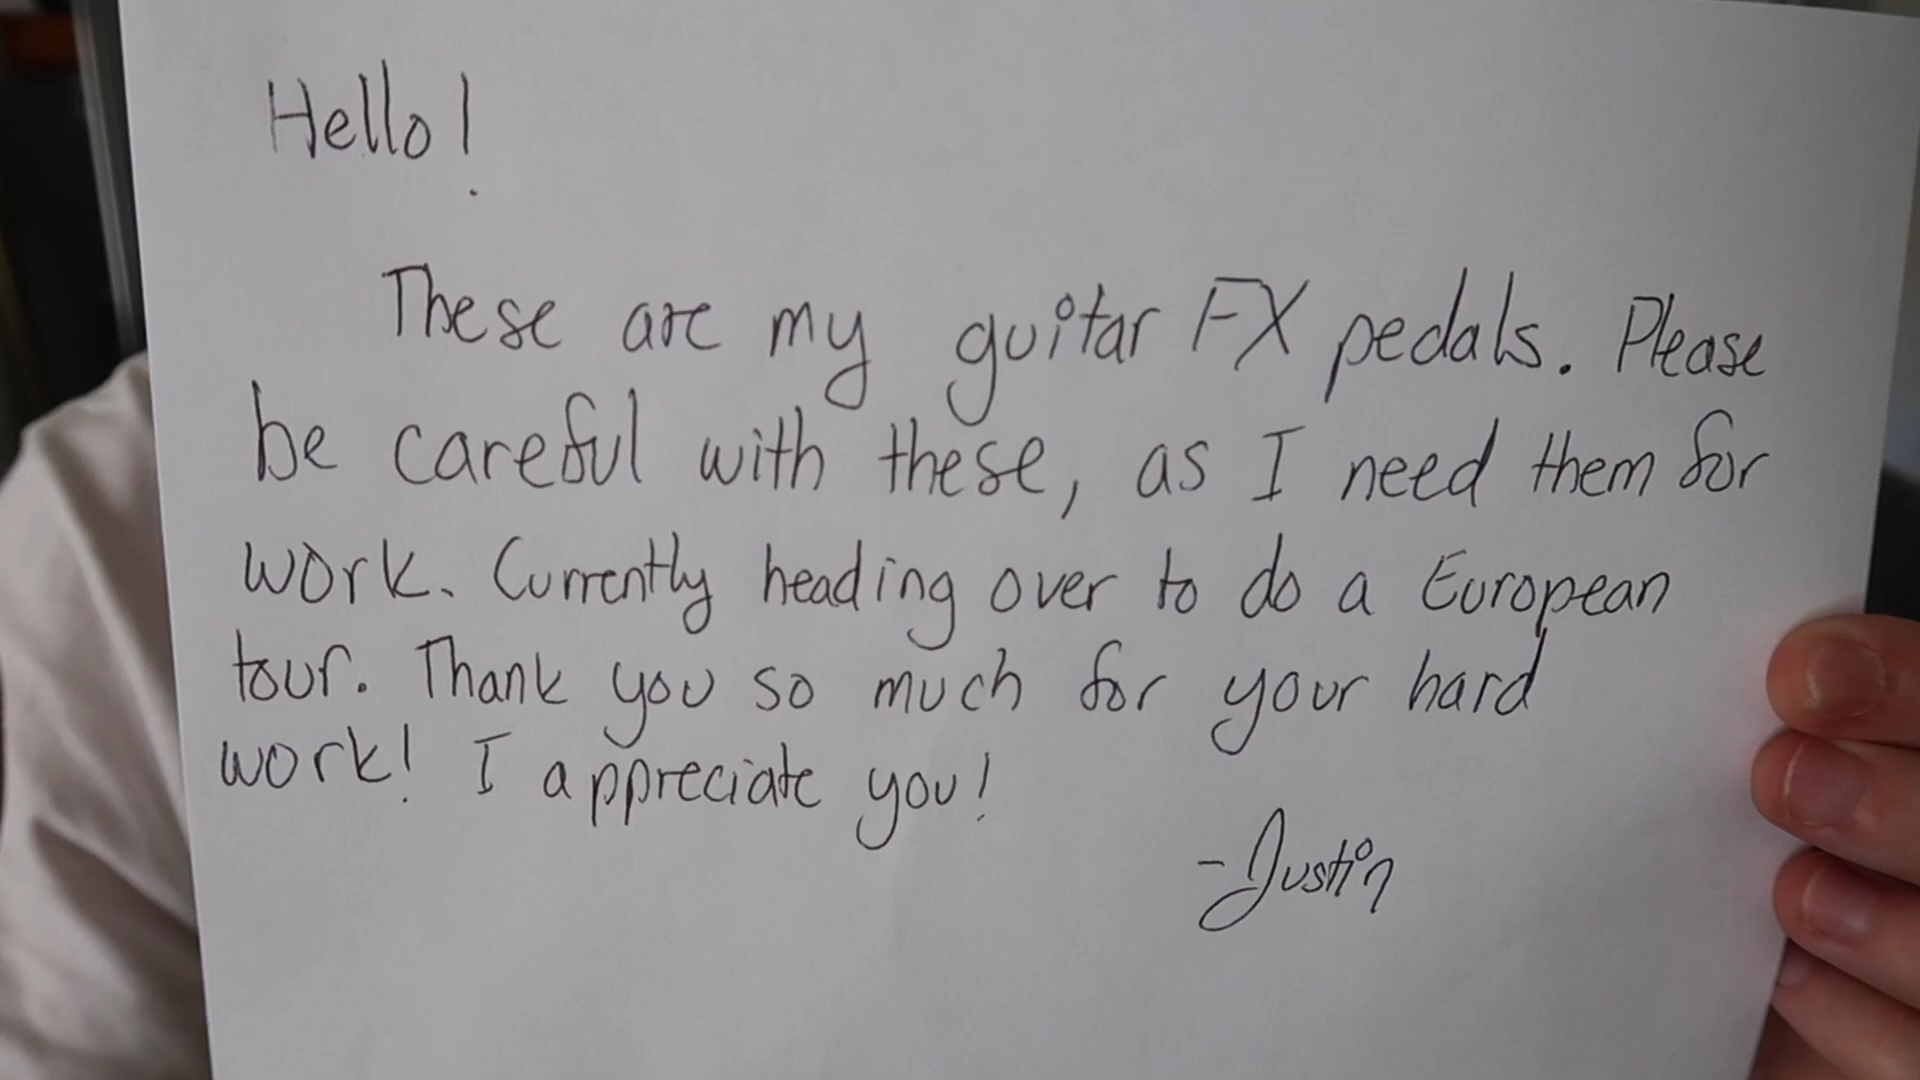 Hello!
These are my guitar FX pedals. Please
be careful with these, as I need them for
work. Currently heading over to do a European
tour. Thank you so much for your hard
work! I appreciate you!
-Justin